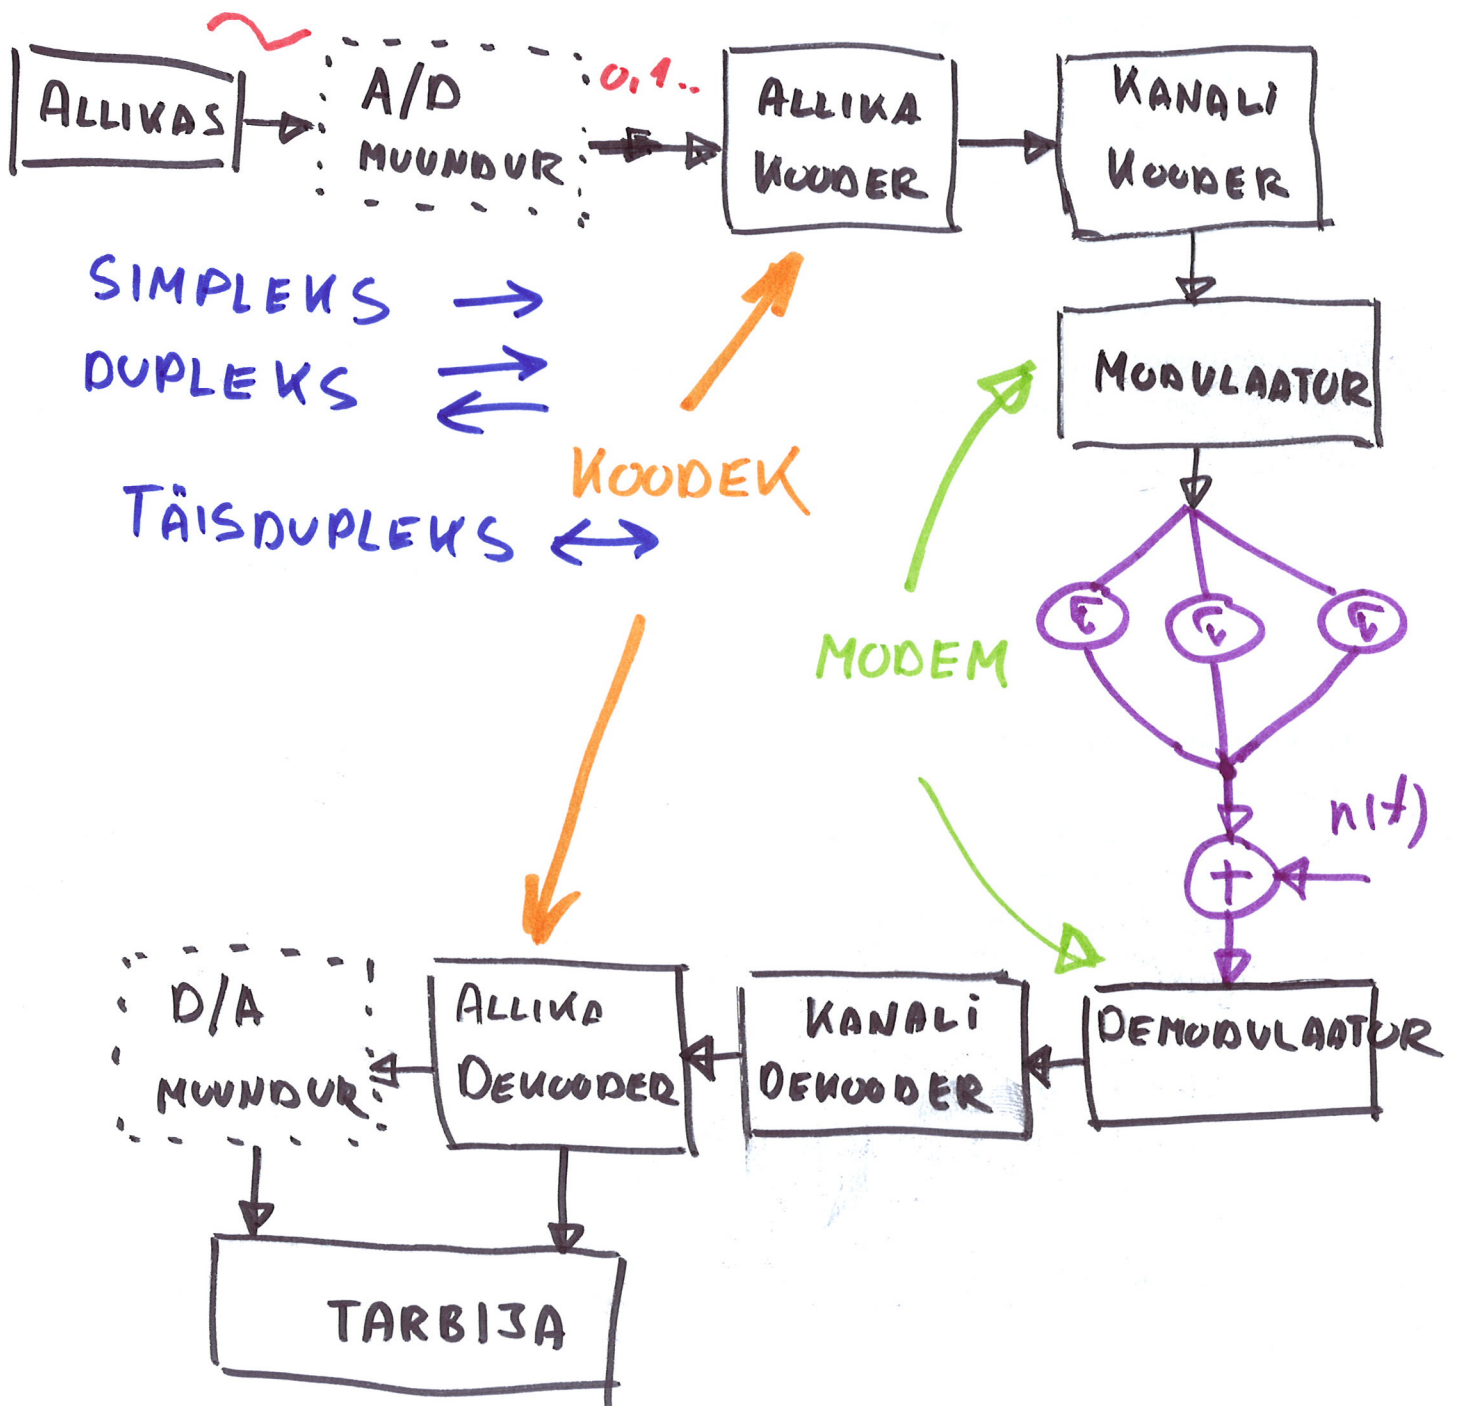 ALLIKAS
A/D
MUUNDUR
0,1..
ALLIKA
KOODER
KANALI
KOODER
SIMPLEKS
DUPLEKS
TÄISDUPLEKS
KOODEK
MODULAATOR
MODEM
n(t)
+
D/A
MUUNDUR
ALLIKA
DEKOODER
KANALI
DEKOODER
DEMODULAATOR
TARBIJA